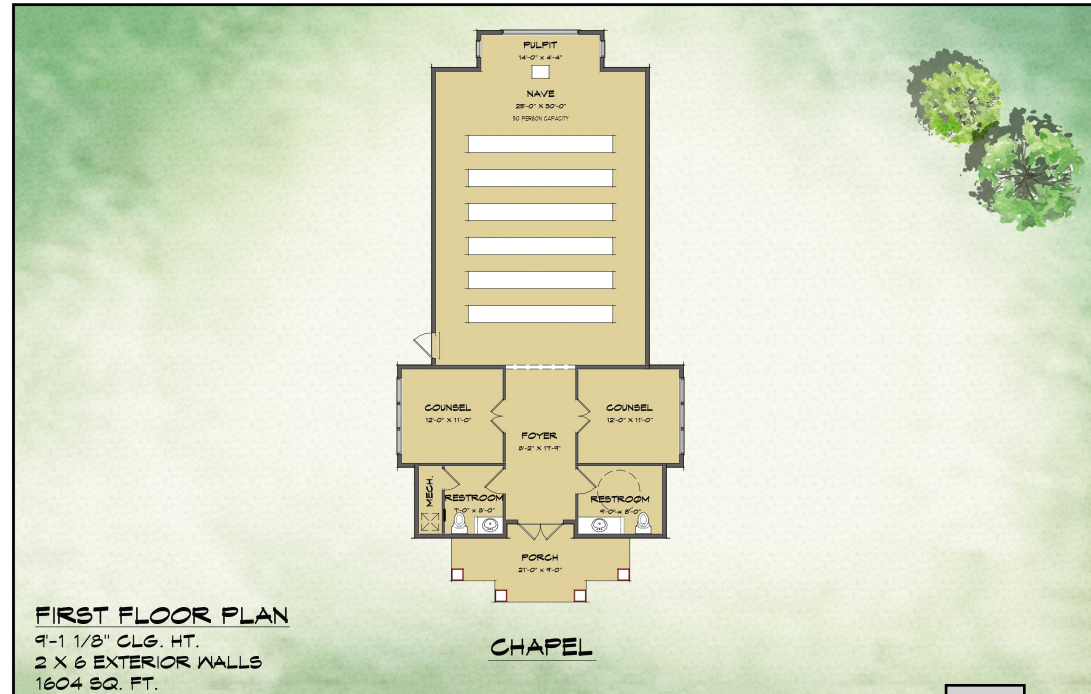 PULPIT
14'-0" x 4'-4"
NAVE
25'-0" X 30'-0"
50 PERSON CAPACITY
COUNSEL
12'-0" X 11'-0"
COUNSEL
12'-0" X 11'-0"
FOYER
8'-2" X 17'-9"
MECH.
RESTROOM
7'-0" x 8'-0"
RESTROOM
9'-0" x 8'-0"
PORCH
21'-0" x 9'-0"
FIRST FLOOR PLAN
9'-1 1/8" CLG. HT.
2 X 6 EXTERIOR WALLS
1604 SQ. FT.
CHAPEL